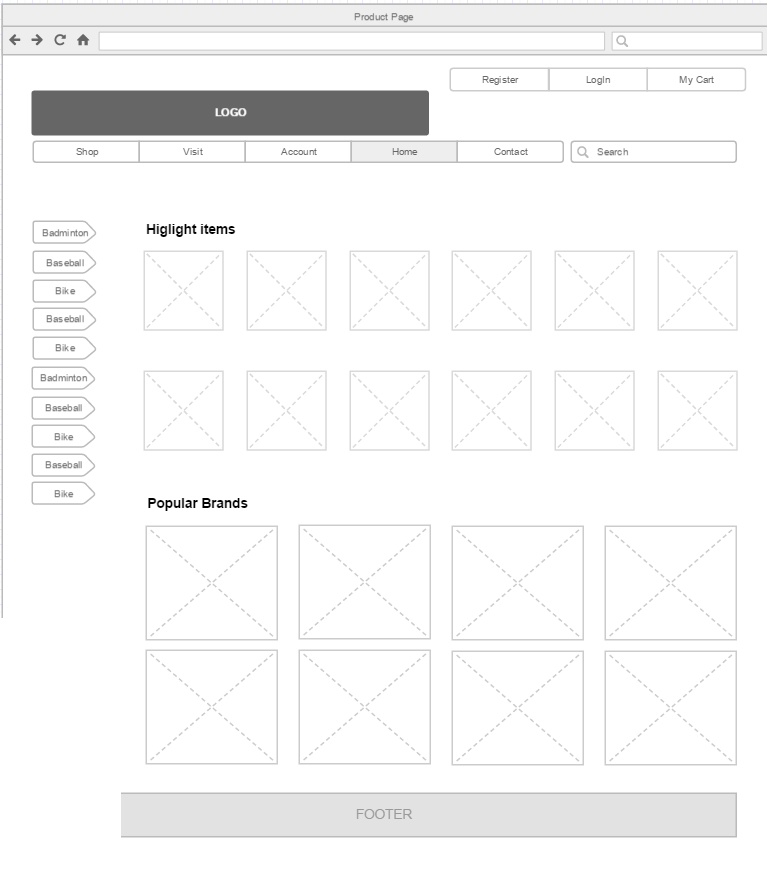 Product Page
Register LogIn My Cart
LOGO
Shop Visit Account Home Contact Search
Badminton
Baseball
Bike
Baseball
Bike
Badminton
Baseball
Bike
Baseball
Bike
Higlight items
Popular Brands
FOOTER